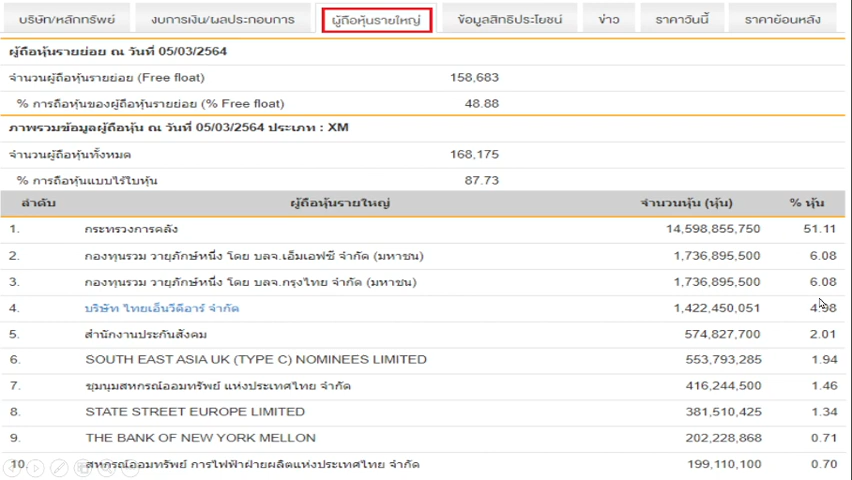 บริษัท/หลักทรัพย์ งบการเงิน/ผลประกอบการ ผู้ถือหุ้นรายใหญ่ ข้อมูลสิทธิประโยชน์ ข่าว ราคาวันนี้ ราคาย้อนหลัง
ผู้ถือหุ้นรายย่อย ณ วันที่ 05/03/2564
จำนวนผู้ถือหุ้นรายย่อย (Free float) 158,683
% การถือหุ้นของผู้ถือหุ้นรายย่อย (% Free float) 48.88
ภาพรวมข้อมูลผู้ถือหุ้น ณ วันที่ 05/03/2564 ประเภท : XM
จำนวนผู้ถือหุ้นทั้งหมด 168,175
% การถือหุ้นแบบไร้ใบหุ้น 87.73
ลำดับ ผู้ถือหุ้นรายใหญ่ จำนวนหุ้น (หุ้น) % หุ้น
1. กระทรวงการคลัง 14,598,855,750 51.11
2. กองทุนรวม วายุภักษ์หนึ่ง โดย บลจ.เอ็มเอฟซี จำกัด (มหาชน) 1,736,895,500 6.08
3. กองทุนรวม วายุภักษ์หนึ่ง โดย บลจ.กรุงไทย จำกัด (มหาชน) 1,736,895,500 6.08
4. บริษัท ไทยเอ็นวีดีอาร์ จำกัด 1,422,450,051 4.98
5. สำนักงานประกันสังคม 574,827,700 2.01
6. SOUTH EAST ASIA UK (TYPE C) NOMINEES LIMITED 553,793,285 1.94
7. ชุมนุมสหกรณ์ออมทรัพย์ แห่งประเทศไทย จำกัด 416,244,500 1.46
8. STATE STREET EUROPE LIMITED 381,510,425 1.34
9. THE BANK OF NEW YORK MELLON 202,228,868 0.71
10. สหกรณ์ออมทรัพย์ การไฟฟ้าฝ่ายผลิตแห่งประเทศไทย จำกัด 199,110,100 0.70